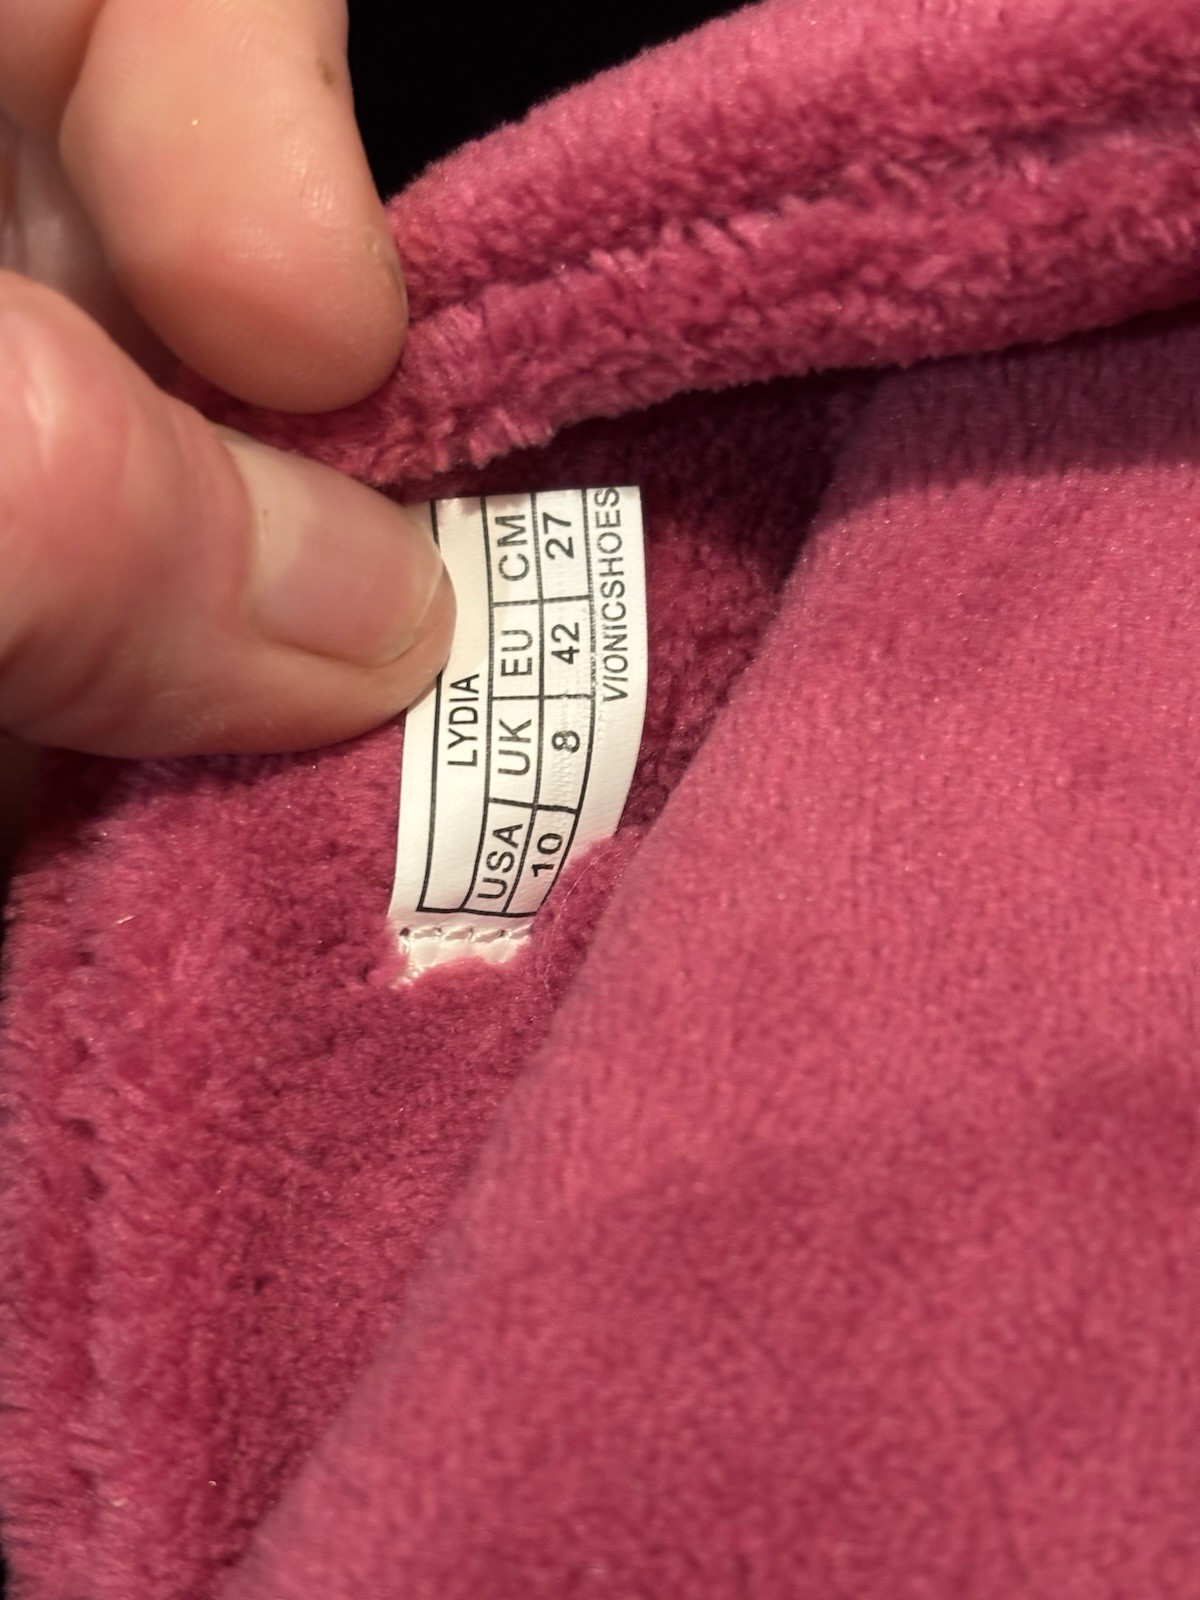 LYDIA
USA UK EU CM
10 8 42 27
VIONICSHOES